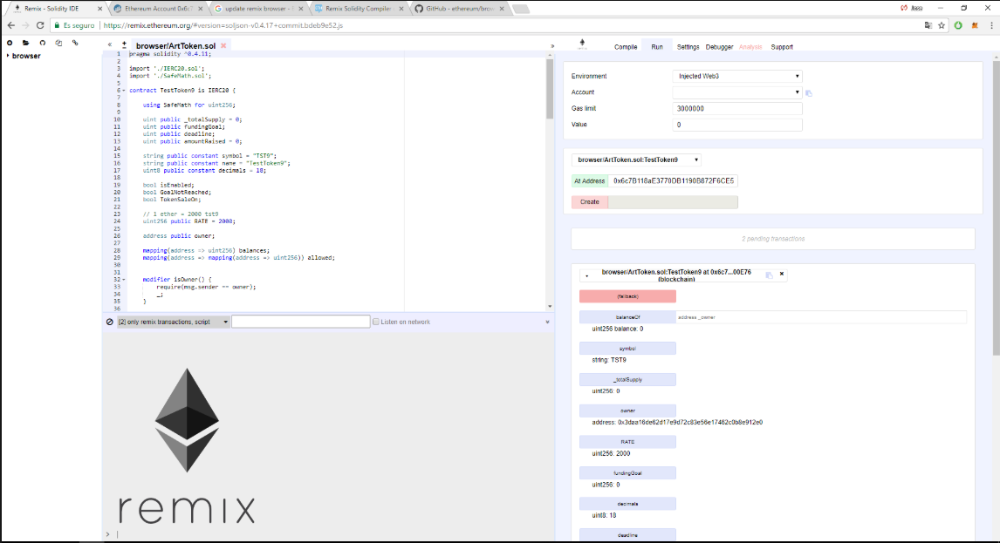 Remix - Solidity IDE
Ethereum Account 0x6c7
update remix browser -
Remix Solidity Compiler
GitHub - ethereum/brow
Es seguro
https://remix.ethereum.org/#version=soljson-v0.4.17+commit.bdeb9e52.js
browser
browser/ArtToken.sol
1 pragma solidity ^0.4.11;
2
3 import './IERC20.sol';
4 import './SafeMath.sol';
5
6 contract TestToken9 is IERC20 {
7
8 using SafeMath for uint256;
9
10 uint public _totalSupply = 0;
11 uint public fundingGoal;
12 uint public deadline;
13 uint public amountRaised = 0;
14
15 string public constant symbol = "TST9";
16 string public constant name = "TestToken9";
17 uint8 public constant decimals = 18;
18
19 bool isEnabled;
20 bool GoalNotReached;
21 bool TokenSaleOn;
22
23 // 1 ether = 2000 tst9
24 uint256 public RATE = 2000;
25
26 address public owner;
27
28 mapping(address => uint256) balances;
29 mapping(address => mapping(address => uint256)) allowed;
30
31
32 modifier isOwner() {
33 require(msg.sender == owner);
34 _;
35 }
36
[2] only remix transactions, script
Listen on network
remix
>
Compile Run Settings Debugger Analysis Support
Environment Injected Web3
Account
Gas limit 3000000
Value 0
browser/ArtToken.sol:TestToken9
At Address 0x6c7B118aE3770DB1190B872F6CE5
Create
2 pending transactions
browser/ArtToken.sol:TestToken9 at 0x6c7...00E76
(blockchain)
(fallback)
balanceOf address _owner
uint256 balance: 0
symbol
string: TST9
_totalSupply
uint256: 0
owner
address: 0x3daa16de62d17e9d72c83e56e17462c0b8e912e0
RATE
uint256: 2000
fundingGoal
uint256: 0
decimals
uint8: 18
deadline